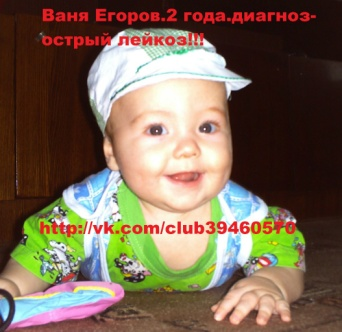 Ваня Егоров.2 года.диагноз-
острый лейкоз!!!
http://vk.com/club39460570